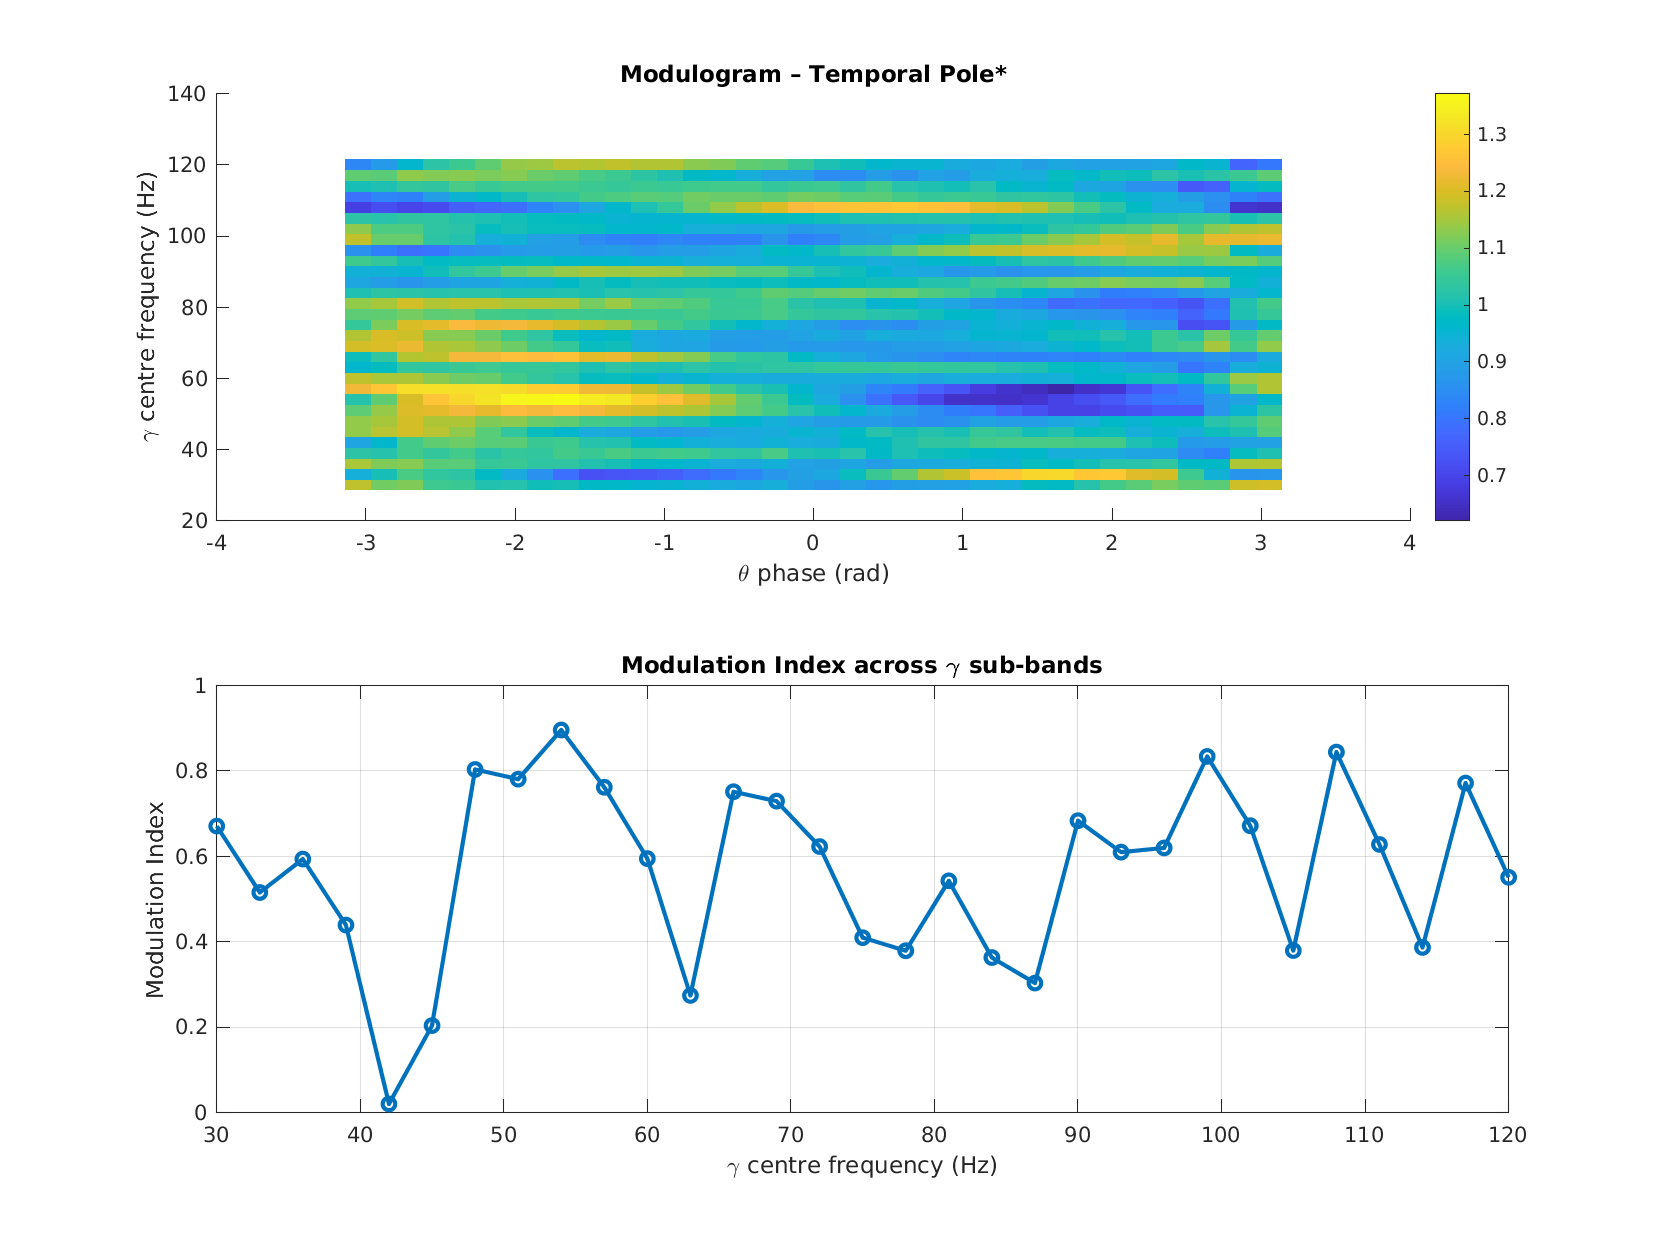 Modulogram – Temporal Pole*
140
120
100
80
60
40
20
γ centre frequency (Hz)
-4 -3 -2 -1 0 1 2 3 4
θ phase (rad)
1.3
1.2
1.1
1
0.9
0.8
0.7
Modulation Index across γ sub-bands
1
0.8
0.6
0.4
0.2
0
Modulation Index
30 40 50 60 70 80 90 100 110 120
γ centre frequency (Hz)